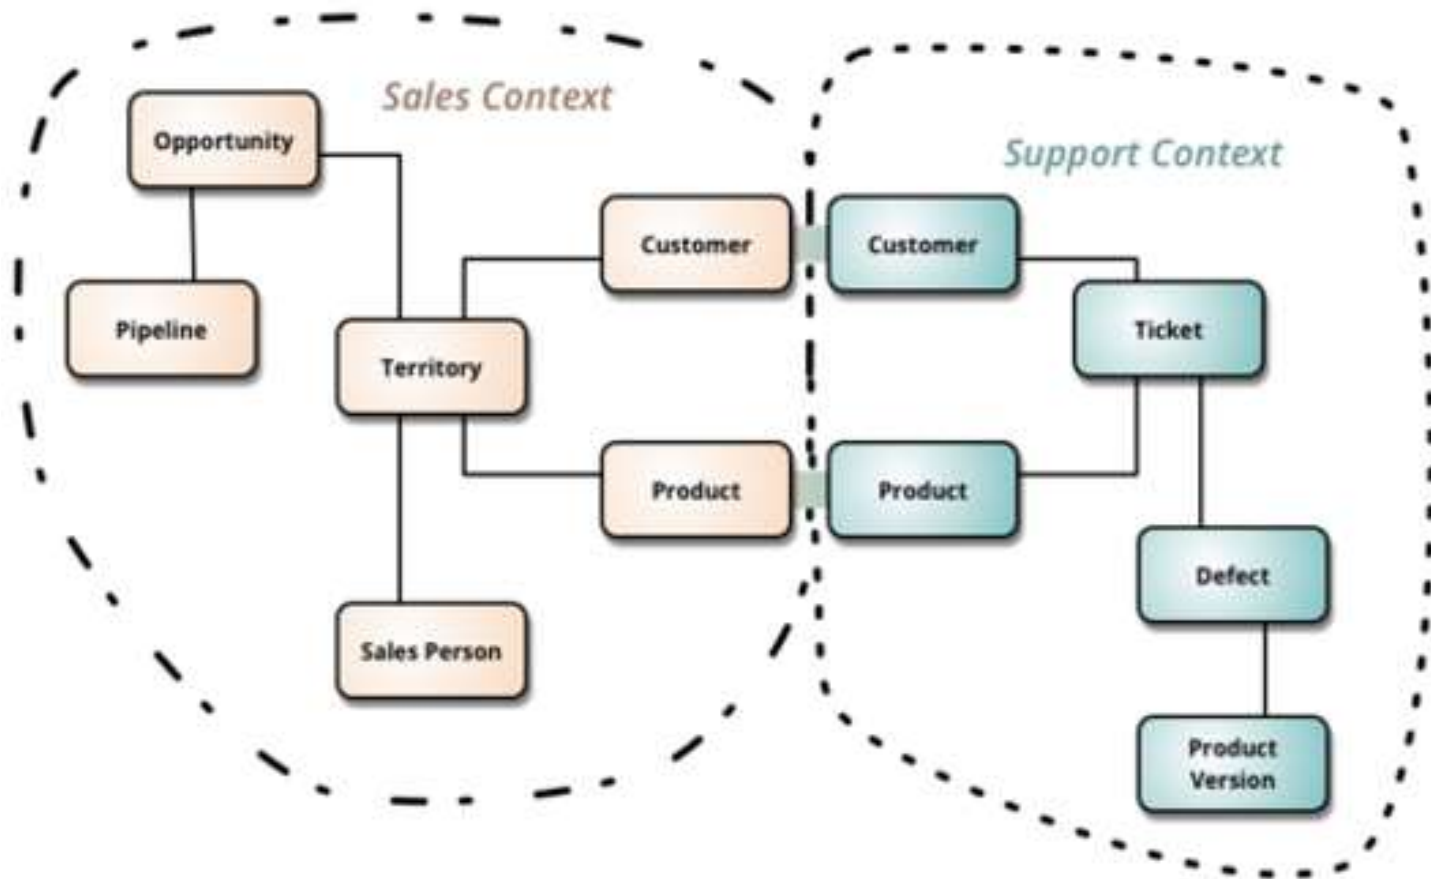 Sales Context
Opportunity
Pipeline
Territory
Customer
Product
Sales Person
Support Context
Customer
Ticket
Product
Defect
Product
Version